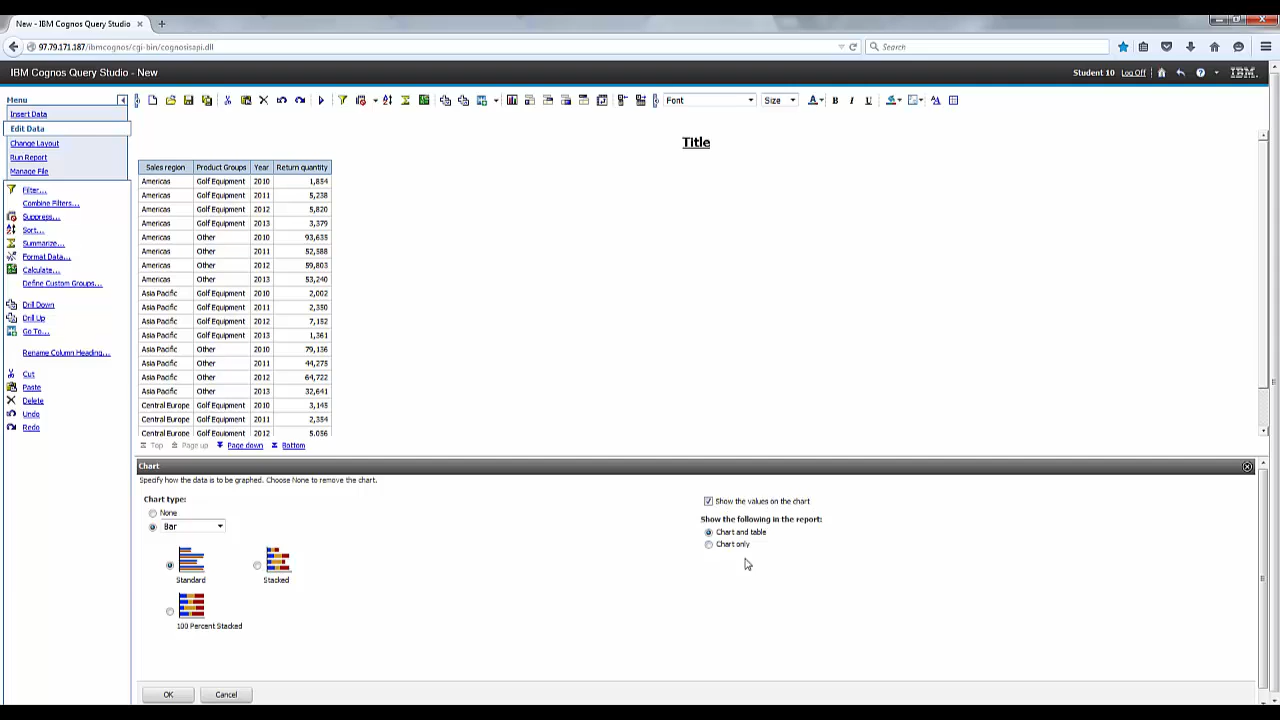 New - IBM Cognos Query Studio
97.79.171.187/ibmcognos/cgi-bin/cognosisapi.dll
Search
IBM Cognos Query Studio - New
Student 10 Log Off
IBM
Menu
Insert Data
Edit Data
Change Layout
Run Report
Manage File
Filter...
Combine Filters...
Suppress...
Sort...
Summarize...
Format Data...
Calculate...
Define Custom Groups...
Drill Down
Drill Up
Go To...
Rename Column Heading...
Cut
Paste
Delete
Undo
Redo
Font Size A B I U
Title
Sales region Product Groups Year Return quantity
Americas Golf Equipment 2010 1,854
Americas Golf Equipment 2011 5,238
Americas Golf Equipment 2012 5,820
Americas Golf Equipment 2013 3,379
Americas Other 2010 93,635
Americas Other 2011 52,588
Americas Other 2012 59,803
Americas Other 2013 53,240
Asia Pacific Golf Equipment 2010 2,002
Asia Pacific Golf Equipment 2011 2,350
Asia Pacific Golf Equipment 2012 7,152
Asia Pacific Golf Equipment 2013 1,361
Asia Pacific Other 2010 79,136
Asia Pacific Other 2011 44,275
Asia Pacific Other 2012 64,722
Asia Pacific Other 2013 32,641
Central Europe Golf Equipment 2010 3,145
Central Europe Golf Equipment 2011 2,354
Central Europe Golf Equipment 2012 5,056
Top Page up Page down Bottom
Chart
Specify how the data is to be graphed. Choose None to remove the chart.
Chart type:
None
Bar
Standard
Stacked
100 Percent Stacked
Show the values on the chart
Show the following in the report:
Chart and table
Chart only
OK
Cancel